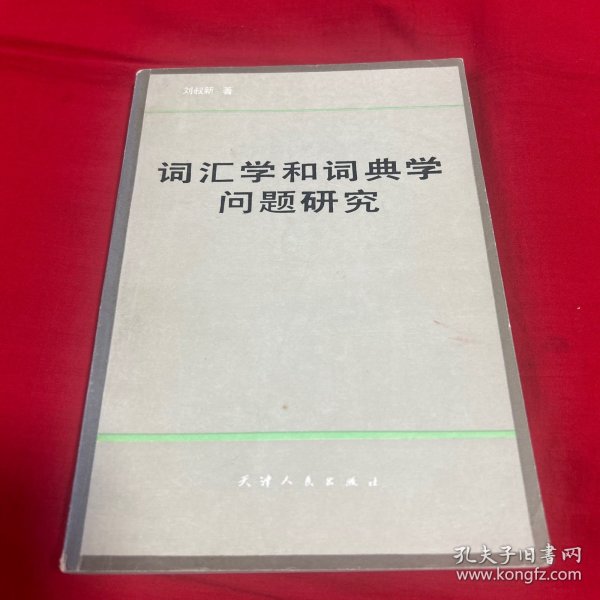 刘叔新 著
词汇学和词典学
问题研究
天津人民出版社
孔夫子旧书网
www.kongfz.com